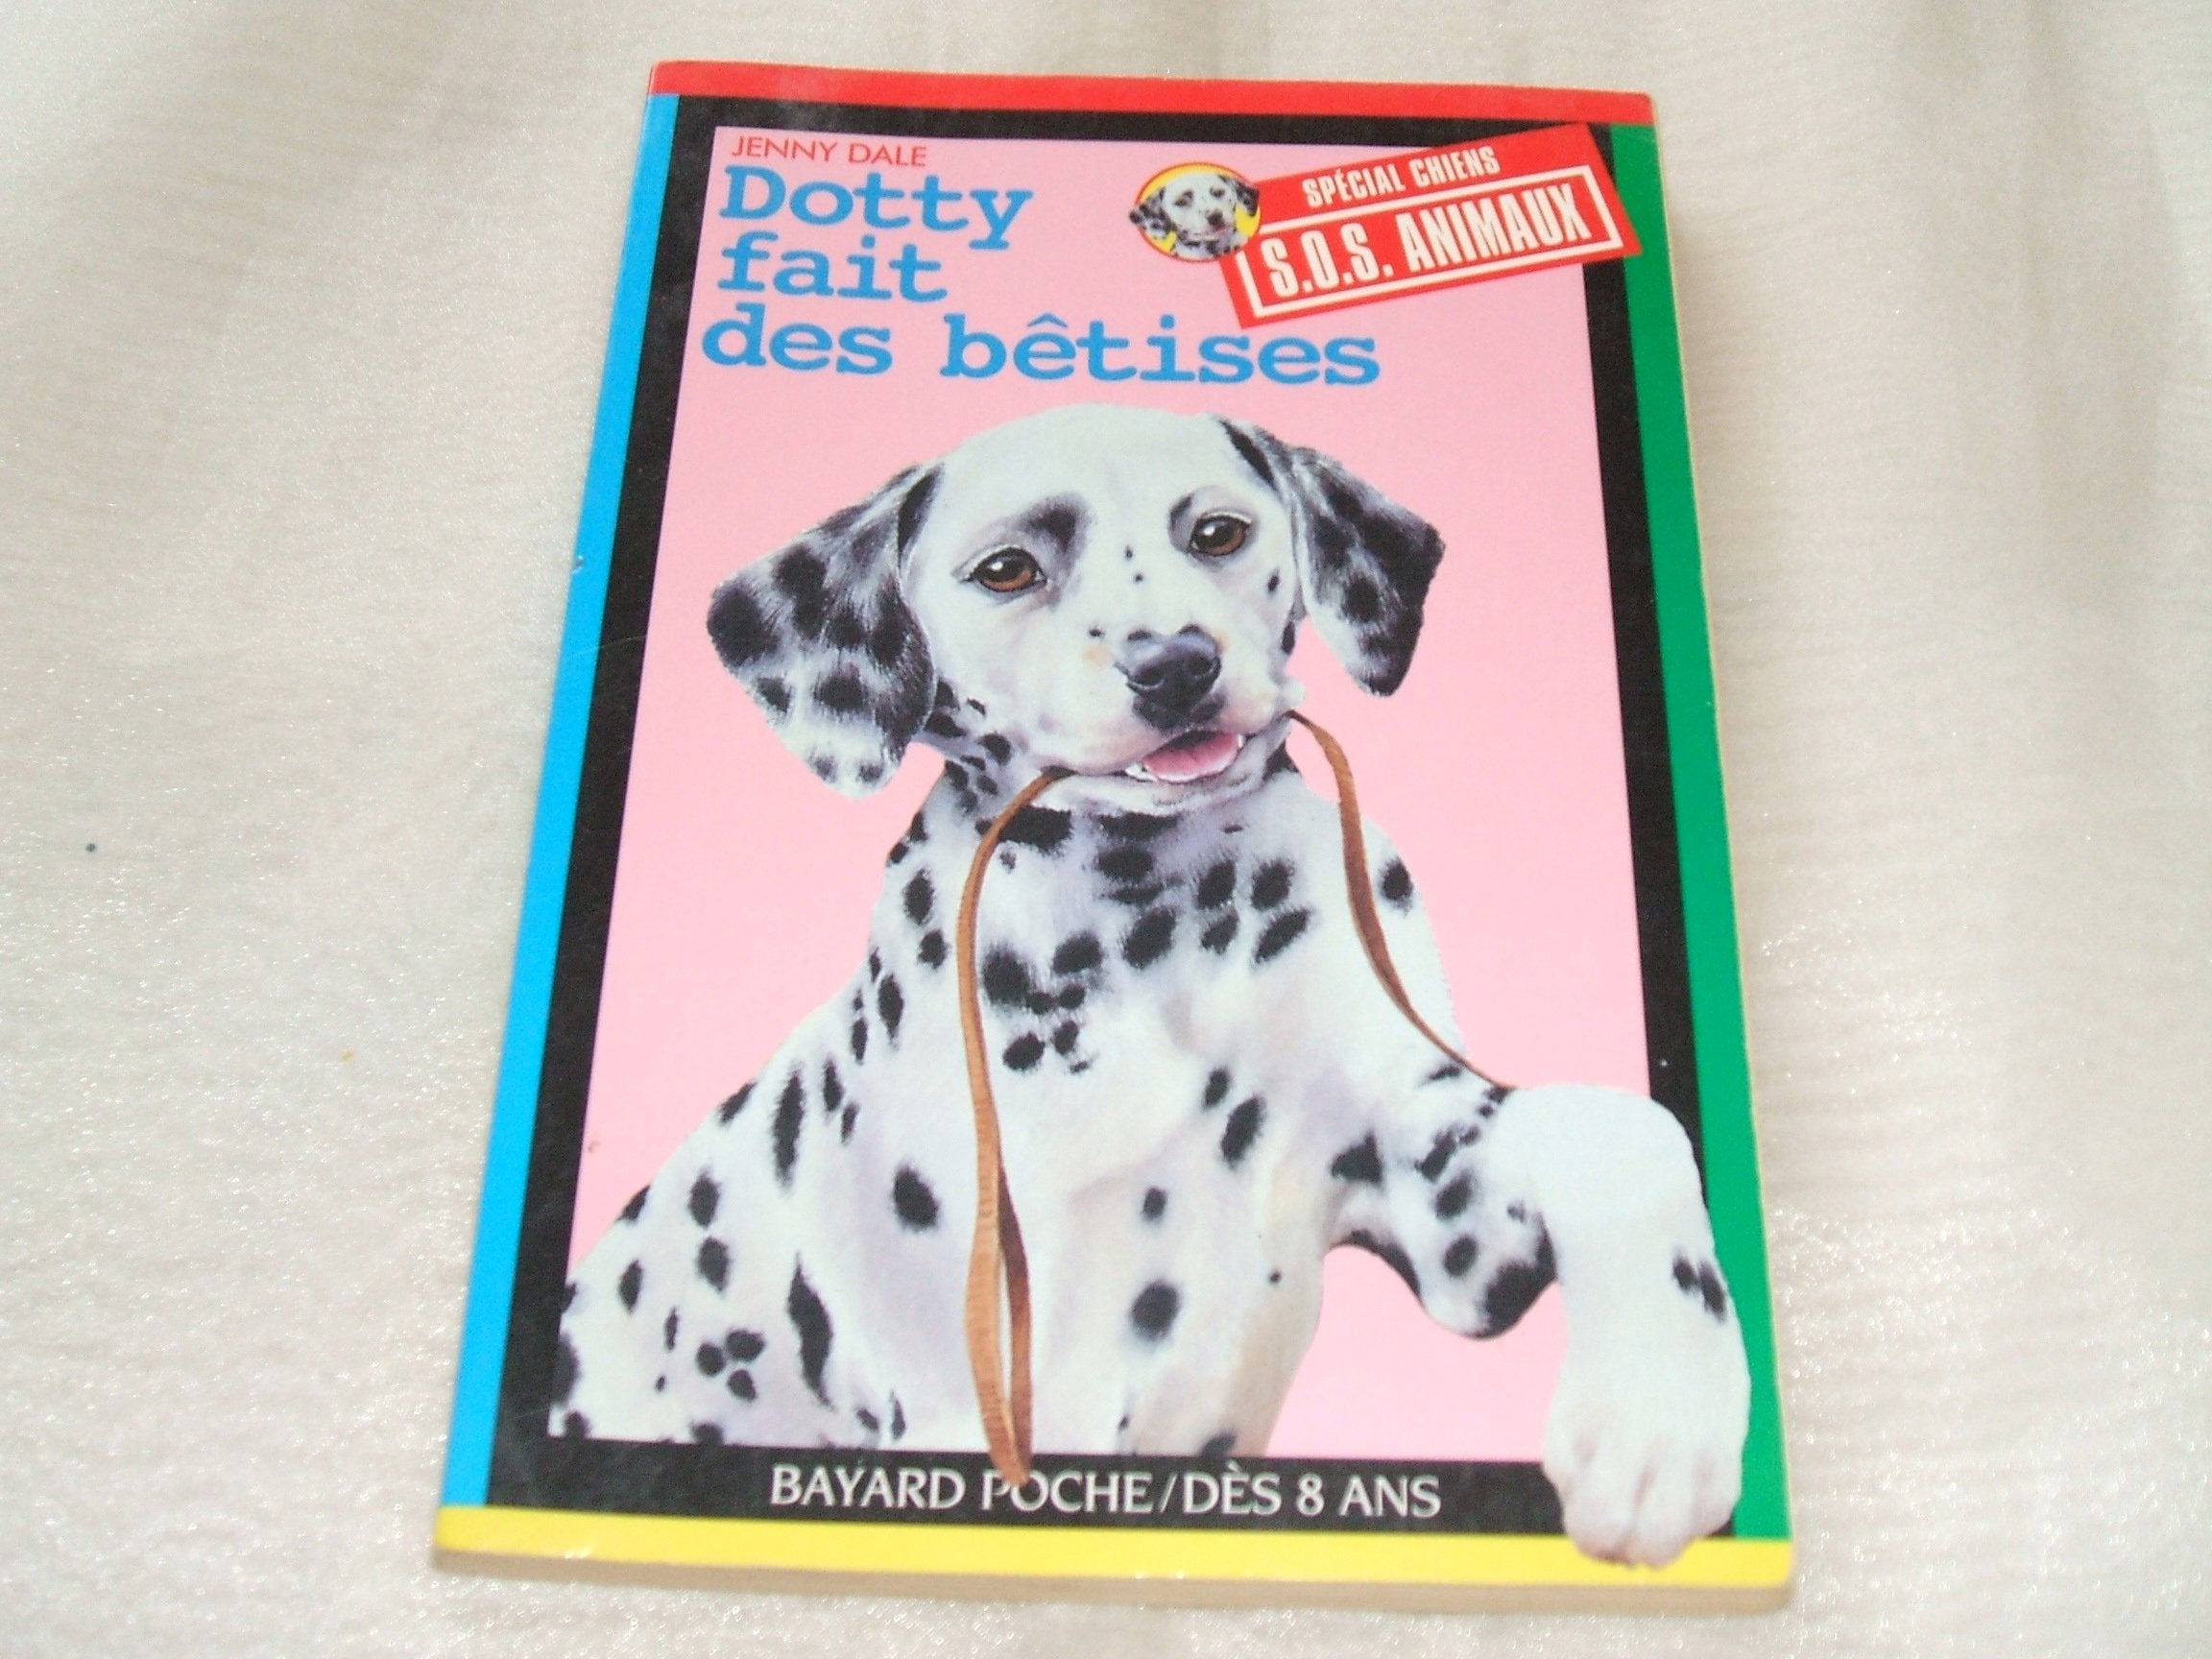 JENNY DALE
Dotty
fait
des bêtises
SPÉCIAL CHIENS
S.O.S. ANIMAUX
BAYARD POCHE/DÈS 8 ANS